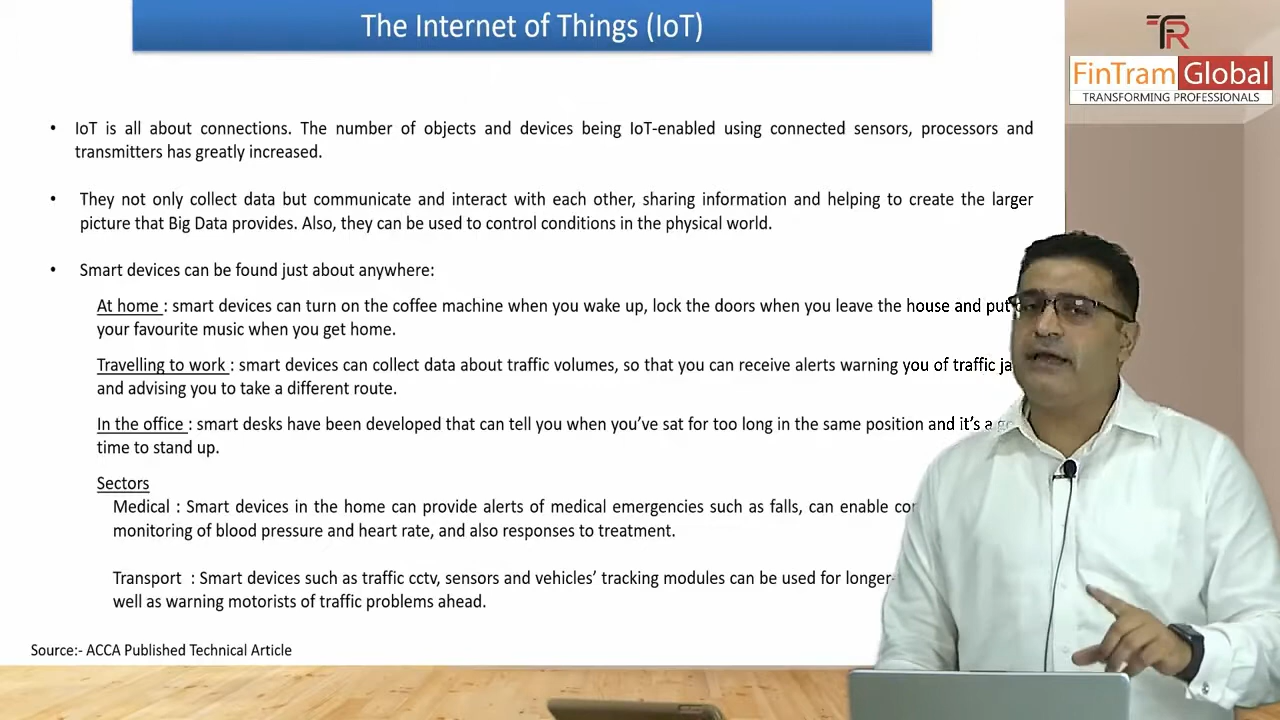 The Internet of Things (IoT)
TR
FinTram Global
TRANSFORMING PROFESSIONALS
• IoT is all about connections. The number of objects and devices being IoT-enabled using connected sensors, processors and
transmitters has greatly increased.
• They not only collect data but communicate and interact with each other, sharing information and helping to create the larger
picture that Big Data provides. Also, they can be used to control conditions in the physical world.
• Smart devices can be found just about anywhere:
At home : smart devices can turn on the coffee machine when you wake up, lock the doors when you leave the house and put
your favourite music when you get home.
Travelling to work : smart devices can collect data about traffic volumes, so that you can receive alerts warning you of traffic
and advising you to take a different route.
In the office : smart desks have been developed that can tell you when you've sat for too long in the same position and it's a
time to stand up.
Sectors
Medical : Smart devices in the home can provide alerts of medical emergencies such as falls, can enable
monitoring of blood pressure and heart rate, and also responses to treatment.
Transport : Smart devices such as traffic cctv, sensors and vehicles' tracking modules can be used for longer-
well as warning motorists of traffic problems ahead.
Source:- ACCA Published Technical Article